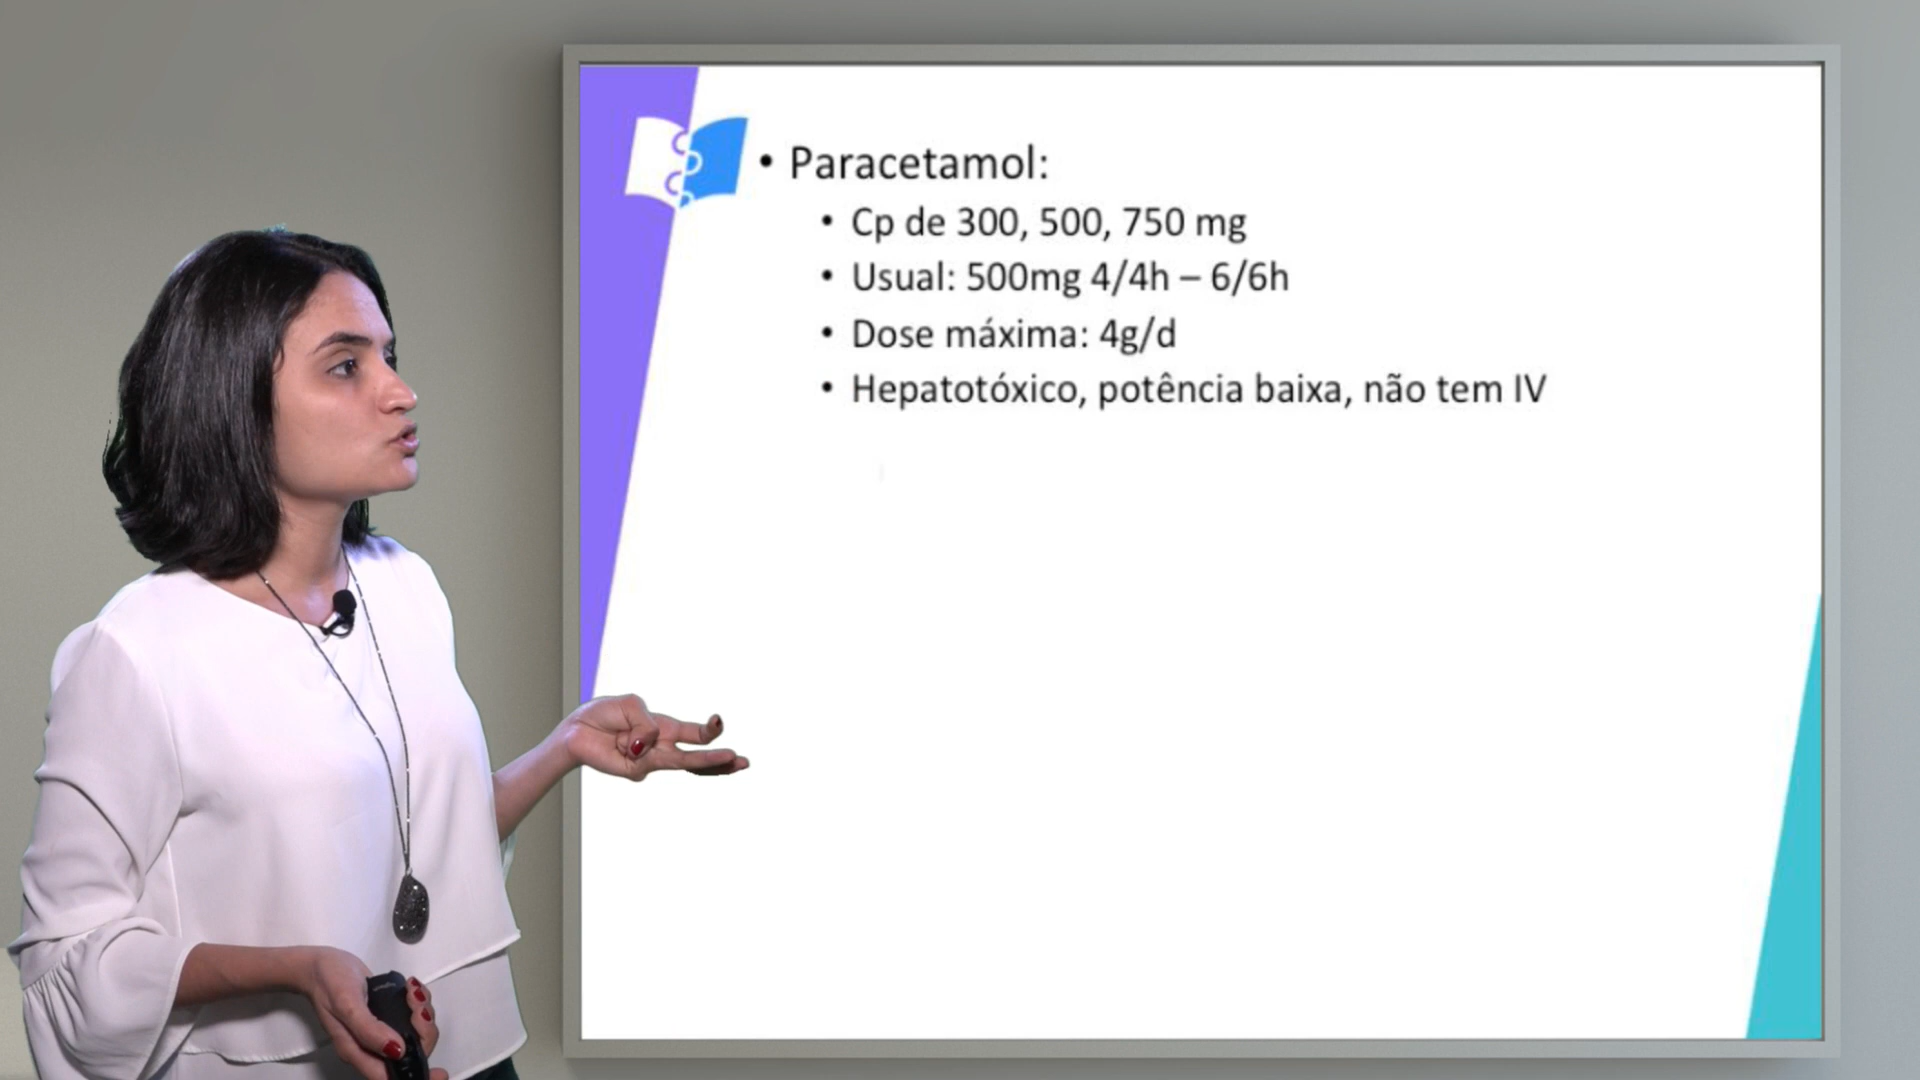 • Paracetamol:
• Cp de 300, 500, 750 mg
• Usual: 500mg 4/4h – 6/6h
• Dose máxima: 4g/d
• Hepatotóxico, potência baixa, não tem IV